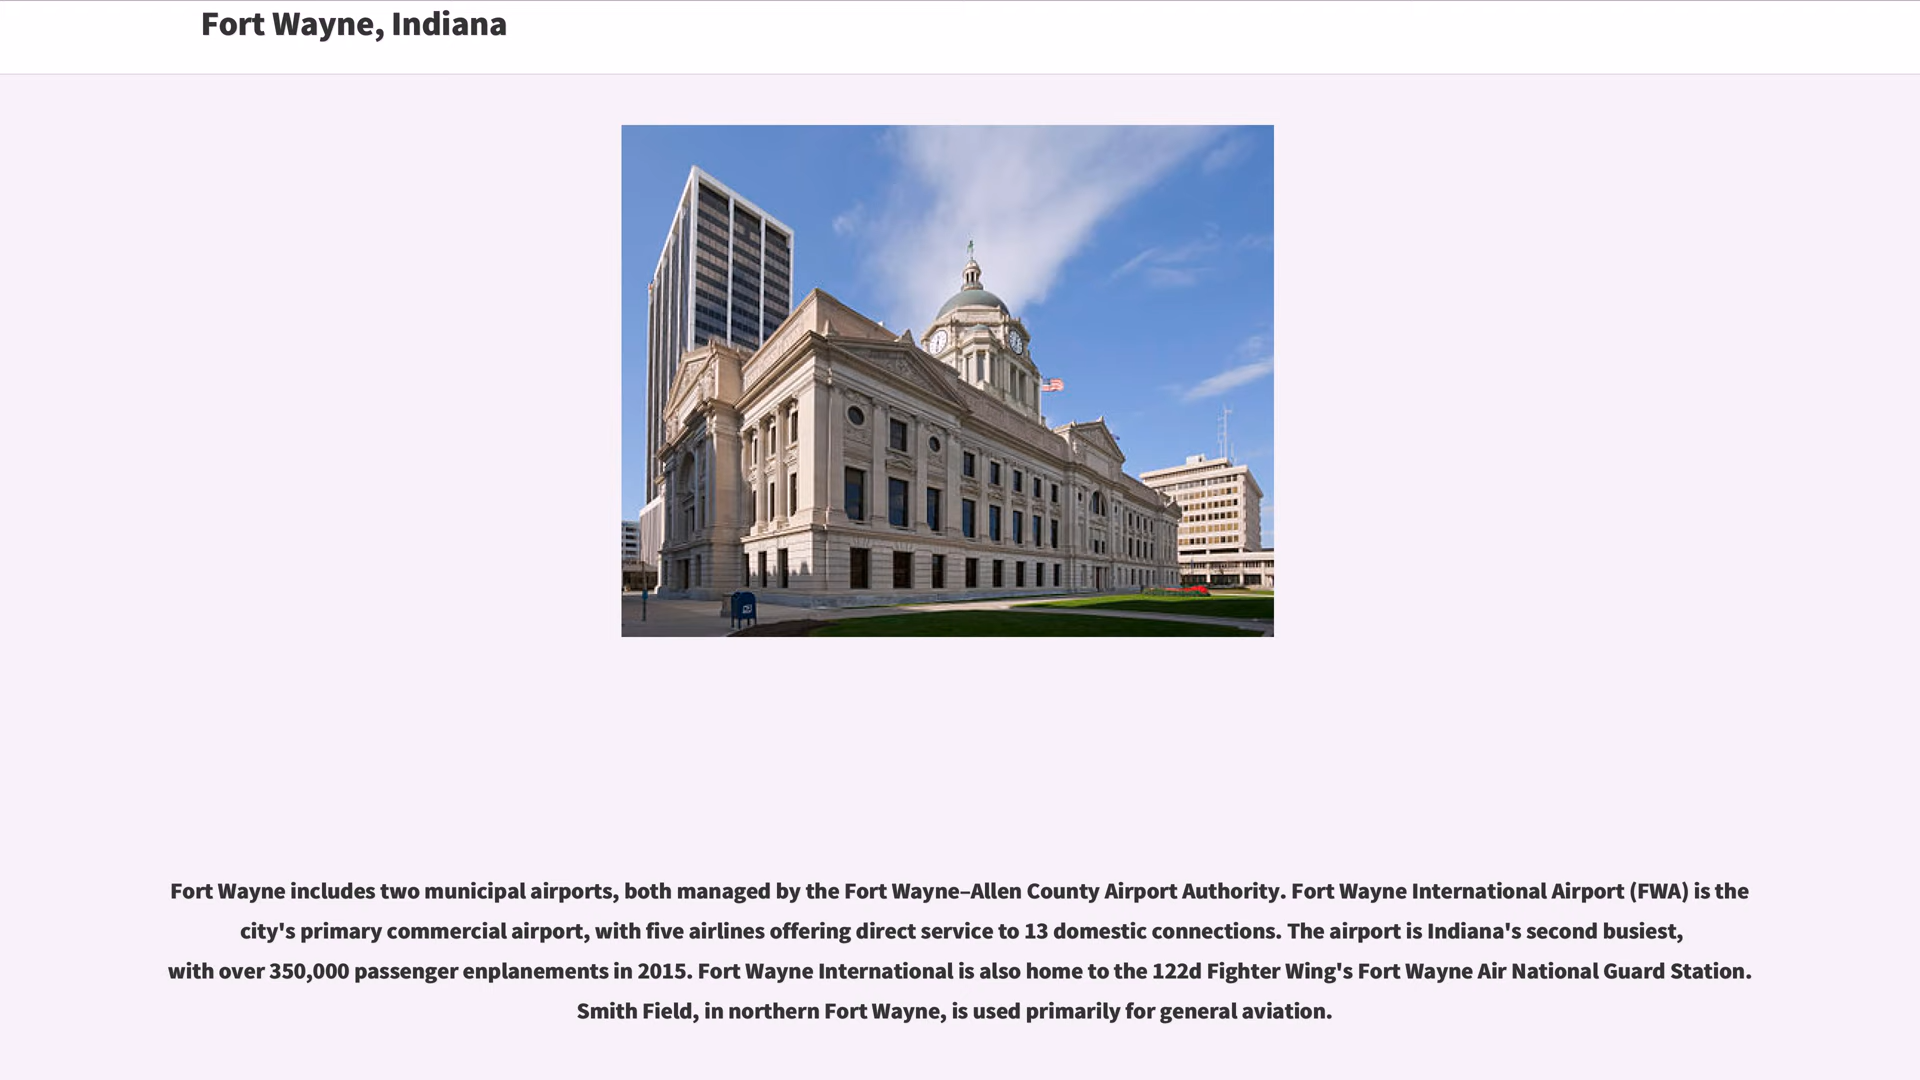 Fort Wayne, Indiana
Fort Wayne includes two municipal airports, both managed by the Fort Wayne–Allen County Airport Authority. Fort Wayne International Airport (FWA) is the
city's primary commercial airport, with five airlines offering direct service to 13 domestic connections. The airport is Indiana's second busiest,
with over 350,000 passenger enplanements in 2015. Fort Wayne International is also home to the 122d Fighter Wing's Fort Wayne Air National Guard Station.
Smith Field, in northern Fort Wayne, is used primarily for general aviation.